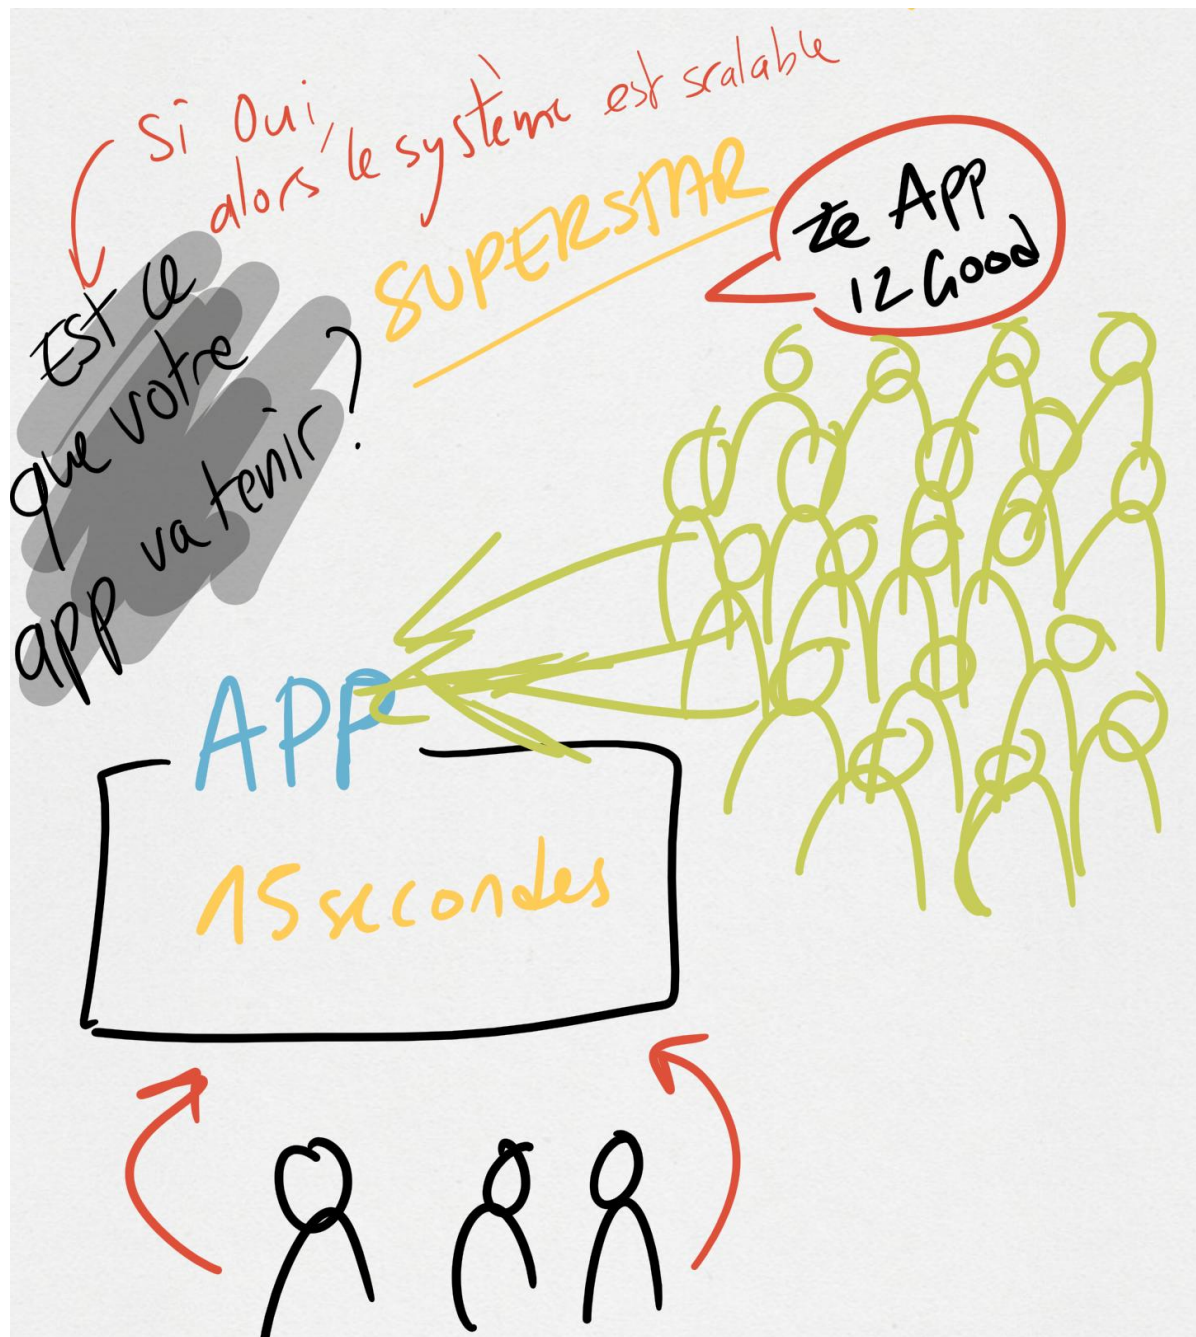 Si Oui,
alors le système est scalable
SUPERSTAR
ze App
iz Good
Est ce
que votre
app va tenir ?
APP
15 secondes